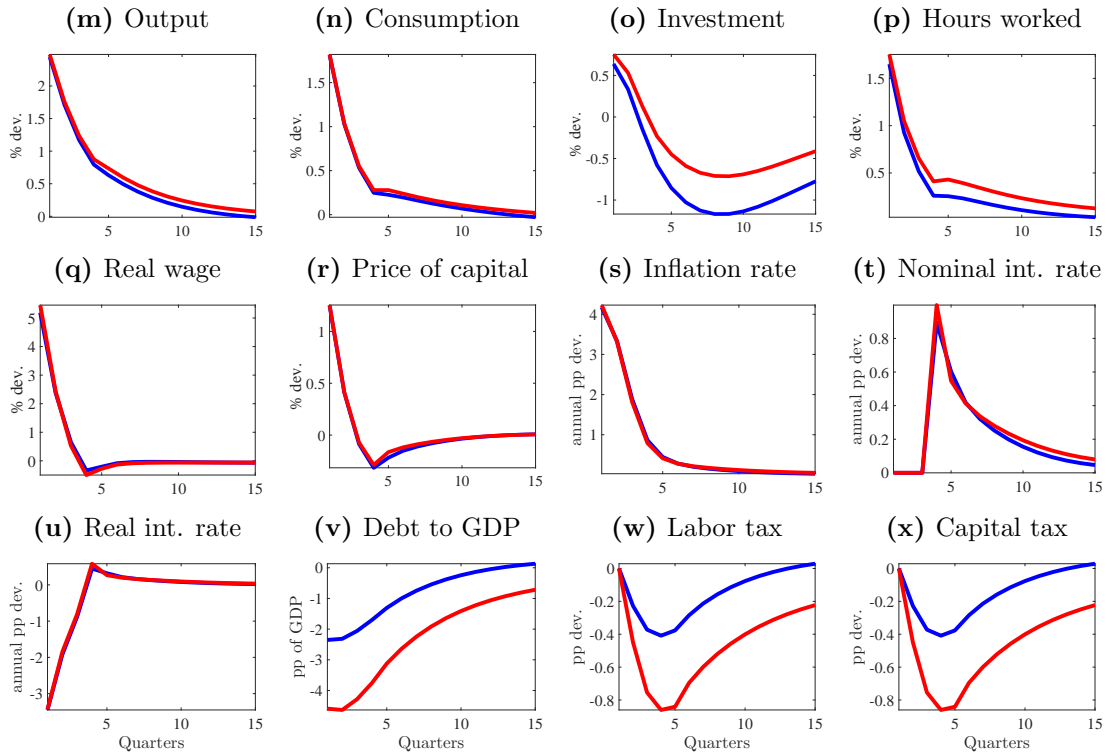 (m) Output (n) Consumption (o) Investment (p) Hours worked
% dev. 2 1.5 1 0.5 0 5 10 15
% dev. 1.5 1 0.5 0 5 10 15
0.5 0 -0.5 -1 % dev. 5 10 15
% dev. 1.5 1 0.5 5 10 15
(q) Real wage (r) Price of capital (s) Inflation rate (t) Nominal int. rate
% dev. 5 4 3 2 1 0 5 10 15
% dev. 1 0.5 0 5 10 15
annual pp dev. 4 3 2 1 5 10 15
annual pp dev. 0.8 0.6 0.4 0.2 0 5 10 15
(u) Real int. rate (v) Debt to GDP (w) Labor tax (x) Capital tax
annual pp dev. 0 -1 -2 -3 5 10 15
pp of GDP 0 -1 -2 -3 -4 5 10 15
pp dev. 0 -0.2 -0.4 -0.6 -0.8 5 10 15
pp dev. 0 -0.2 -0.4 -0.6 -0.8 5 10 15
Quarters Quarters Quarters Quarters